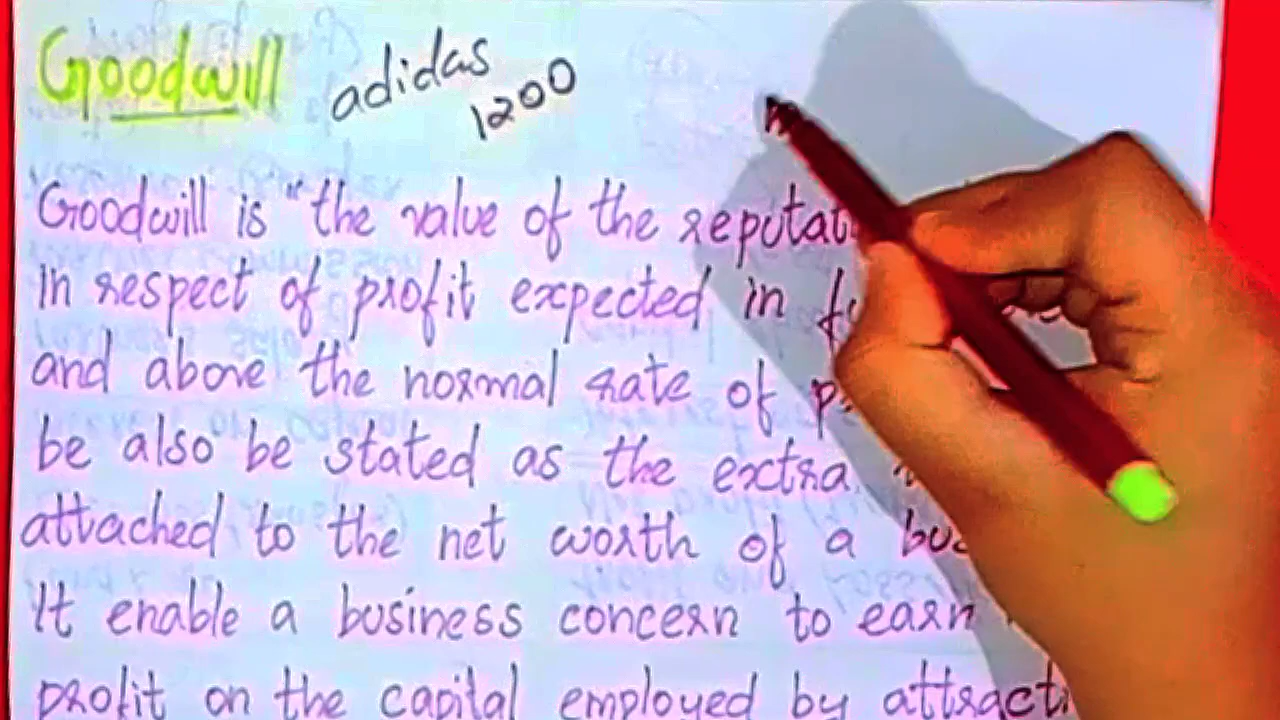 Goodwill adidas
1200
Goodwill is "the value of the
in respect of profit expected in
and above the normal rate of
be also be stated as the extra
attached to the net worth of a
It enable a business concern to earn
profit on the capital employed by